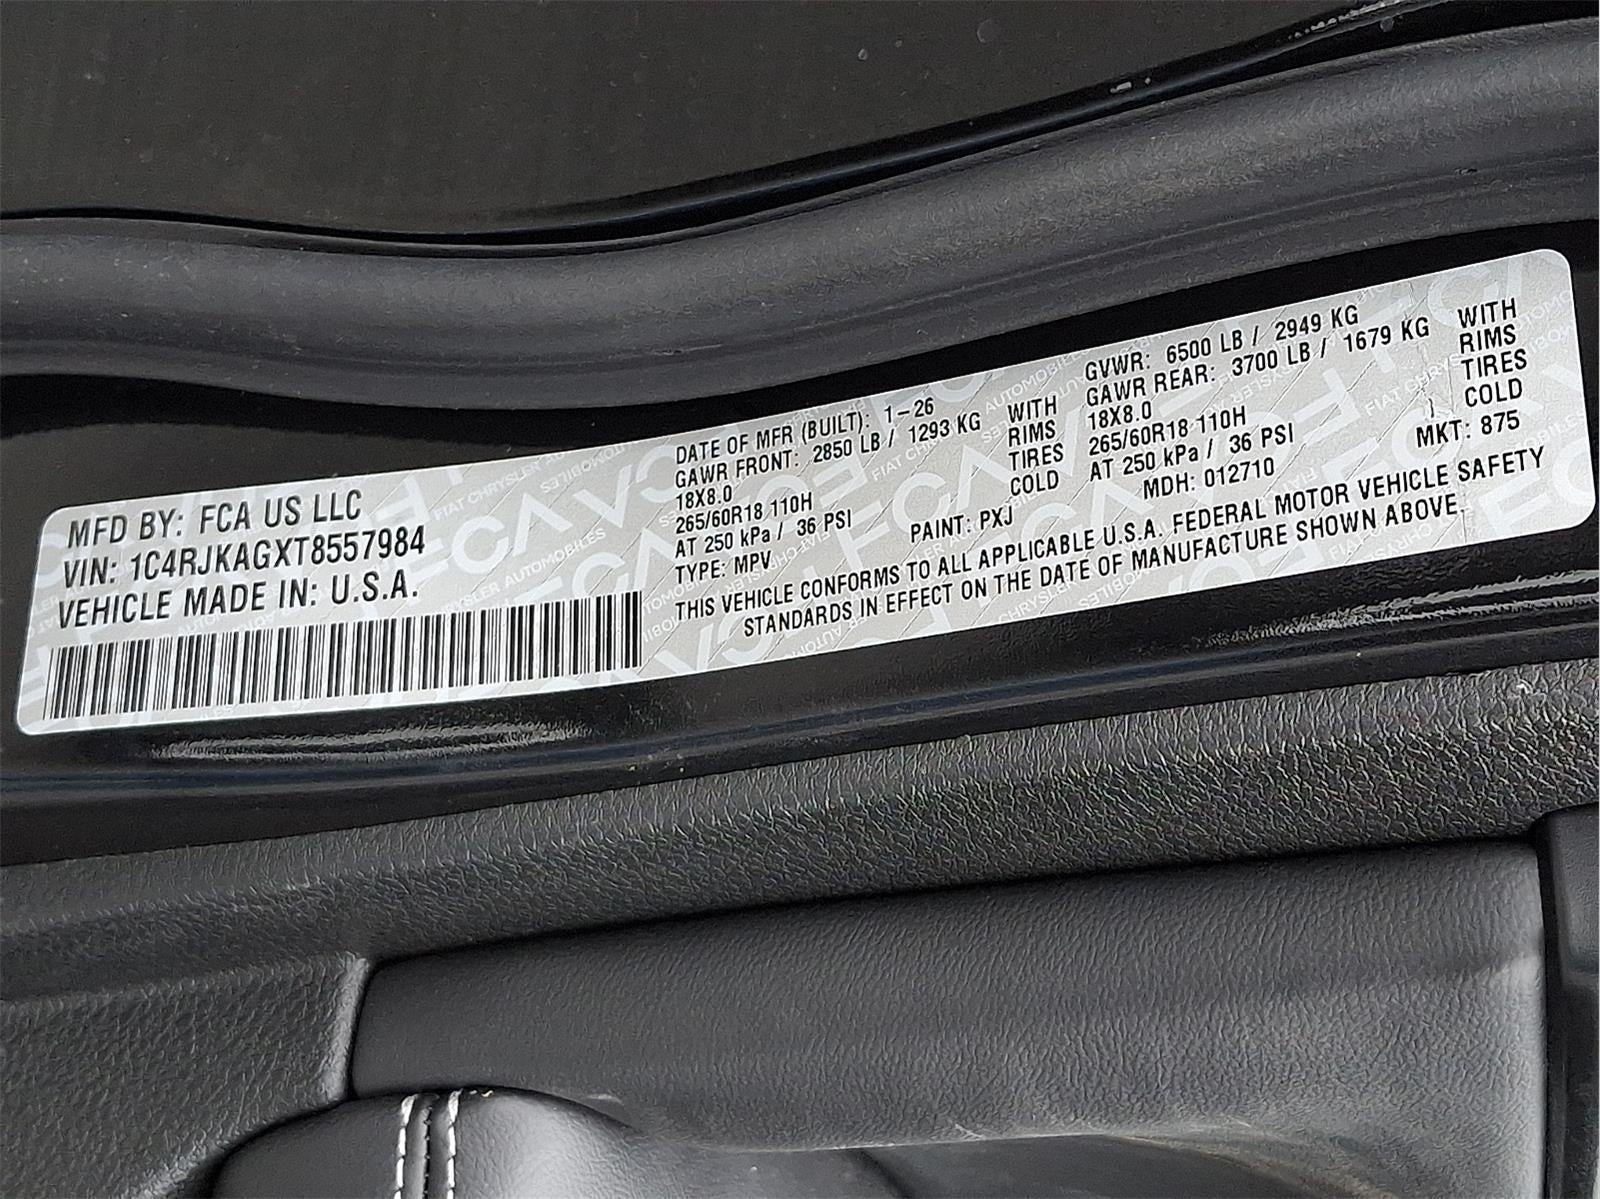 MFD BY: FCA US LLC
VIN: 1C4RJKAGXT8557984
VEHICLE MADE IN: U.S.A.
DATE OF MFR (BUILT): 1-26
GAWR FRONT: 2850 LB / 1293 KG WITH
18X8.0 RIMS
265/60R18 110H TIRES
AT 250 kPa / 36 PSI COLD
TYPE: MPV PAINT: PXJ
GVWR: 6500 LB / 2949 KG
GAWR REAR: 3700 LB / 1679 KG WITH
18X8.0 RIMS
265/60R18 110H TIRES
AT 250 kPa / 36 PSI COLD
MDH: 012710 MKT: 875
THIS VEHICLE CONFORMS TO ALL APPLICABLE U.S.A. FEDERAL MOTOR VEHICLE SAFETY
STANDARDS IN EFFECT ON THE DATE OF MANUFACTURE SHOWN ABOVE.